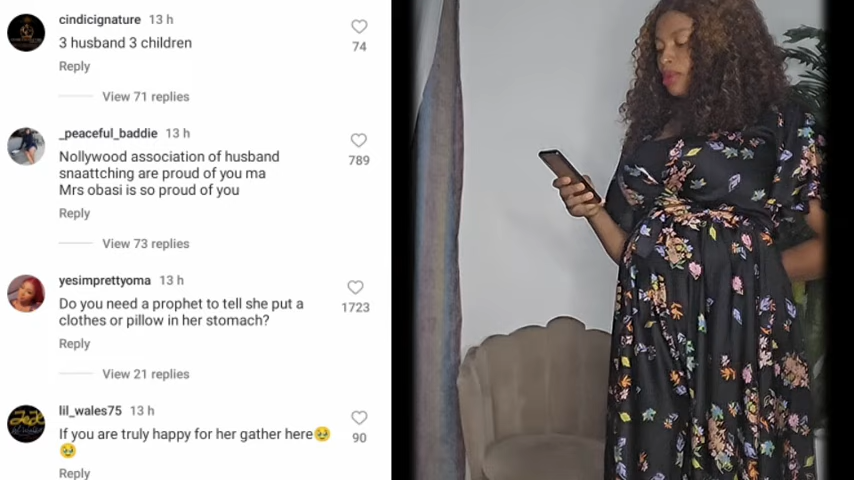 cindicignature 13 h
3 husband 3 children
74
Reply
View 71 replies
_peaceful_baddie 13 h
Nollywood association of husband
snaattching are proud of you ma
Mrs obasi is so proud of you
789
Reply
View 73 replies
yesimprettyoma 13 h
Do you need a prophet to tell she put a
clothes or pillow in her stomach?
1723
Reply
View 21 replies
lil_wales75 13 h
If you are truly happy for her gather here🥹
🥹
90
Reply